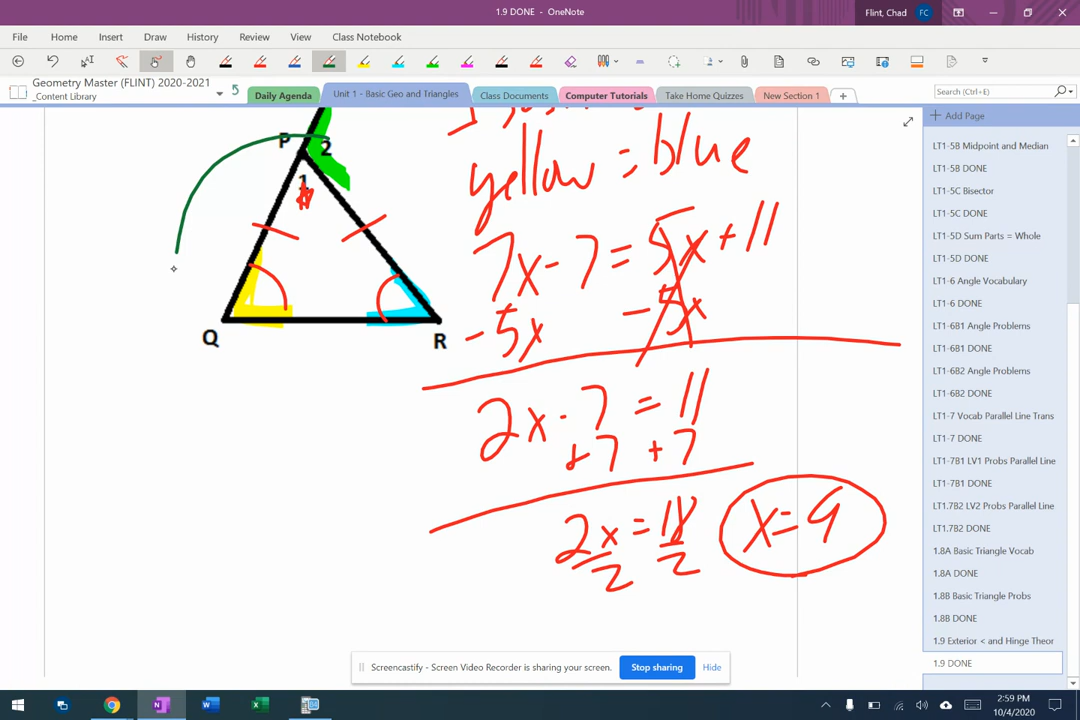 1.9 DONE - OneNote
Flint, Chad FC
File Home Insert Draw History Review View Class Notebook
Geometry Master (FLINT) 2020-2021
_Content Library
Daily Agenda Unit 1 - Basic Geo and Triangles Class Documents Computer Tutorials Take Home Quizzes New Section 1
Search (Ctrl+E)
Add Page
LT1-5B Midpoint and Median
LT1-5B DONE
LT1-5C Bisector
LT1-5C DONE
LT1-5D Sum Parts = Whole
LT1-5D DONE
LT1-6 Angle Vocabulary
LT1-6 DONE
LT1-6B1 Angle Problems
LT1-6B1 DONE
LT1-6B2 Angle Problems
LT1-6B2 DONE
LT1-7 Vocab Parallel Line Trans
LT1-7 DONE
LT1-7B1 LV1 Probs Parallel Line
LT1-7B1 DONE
LT1.7B2 LV2 Probs Parallel Line
LT1.7B2 DONE
1.8A Basic Triangle Vocab
1.8A DONE
1.8B Basic Triangle Probs
1.8B DONE
1.9 Exterior < and Hinge Theor
1.9 DONE
P 2
1
Q R
yellow = blue
7x - 7 = 5x + 11
- 5x - 5x
2x - 7 = 11
+ 7 + 7
2x = 18
2 2
x = 9
Screencastify - Screen Video Recorder is sharing your screen. Stop sharing Hide
2:59 PM
10/4/2020